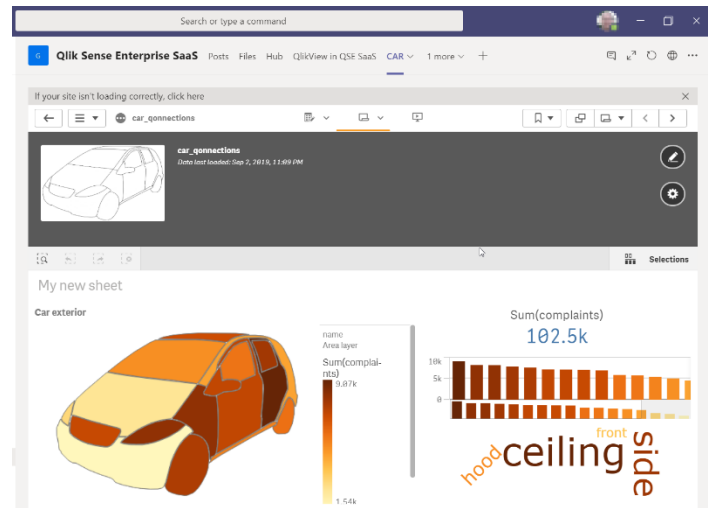 Search or type a command
G
Qlik Sense Enterprise SaaS Posts Files Hub QlikView in QSE SaaS CAR 1 more
If your site isn't loading correctly, click here
car_qonnections
car_qonnections
Data last loaded: Sep 2, 2019, 11:09 PM
Selections
My new sheet
Car exterior
name
Area layer
Sum(complai-
nts)
9.07k
1.54k
Sum(complaints)
102.5k
10k
5k
0
front
hood
ceiling
side